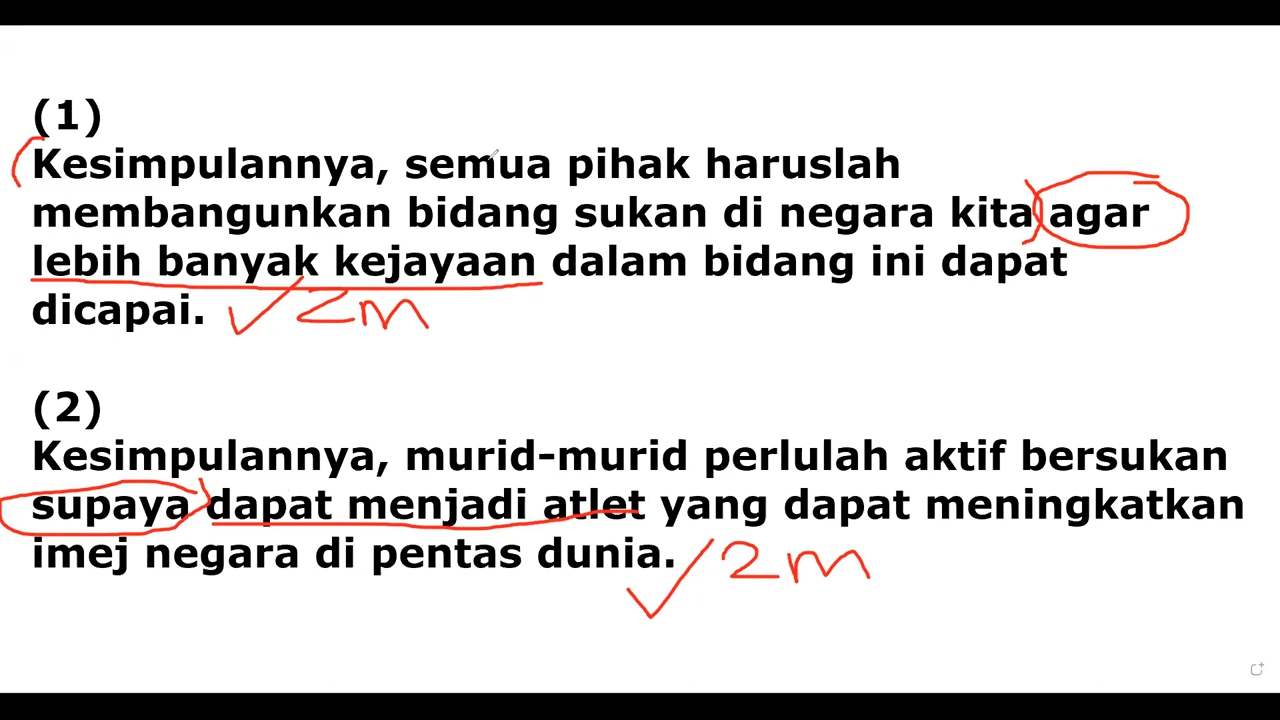 (1)
Kesimpulannya, semua pihak haruslah
membangunkan bidang sukan di negara kita agar
lebih banyak kejayaan dalam bidang ini dapat
dicapai. ✓ 2m
(2)
Kesimpulannya, murid-murid perlulah aktif bersukan
supaya dapat menjadi atlet yang dapat meningkatkan
imej negara di pentas dunia. ✓ 2m